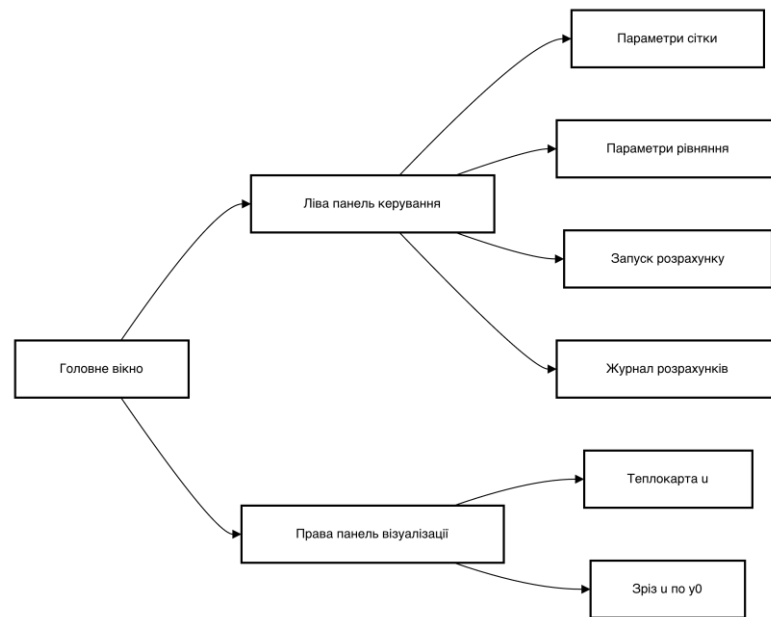 Параметри сітки
Параметри рівняння
Ліва панель керування
Запуск розрахунку
Головне вікно
Журнал розрахунків
Теплокарта u
Права панель візуалізації
Зріз u по y0